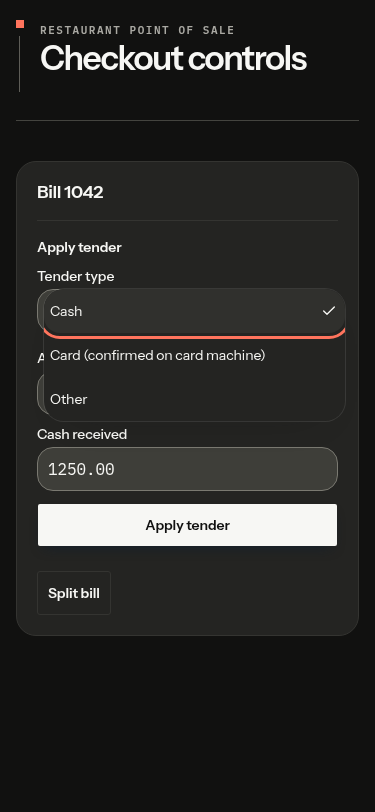 RESTAURANT POINT OF SALE
Checkout controls
Bill 1042
Apply tender
Tender type
Cash
A
Card (confirmed on card machine)
Other
Cash received
1250.00
Apply tender
Split bill